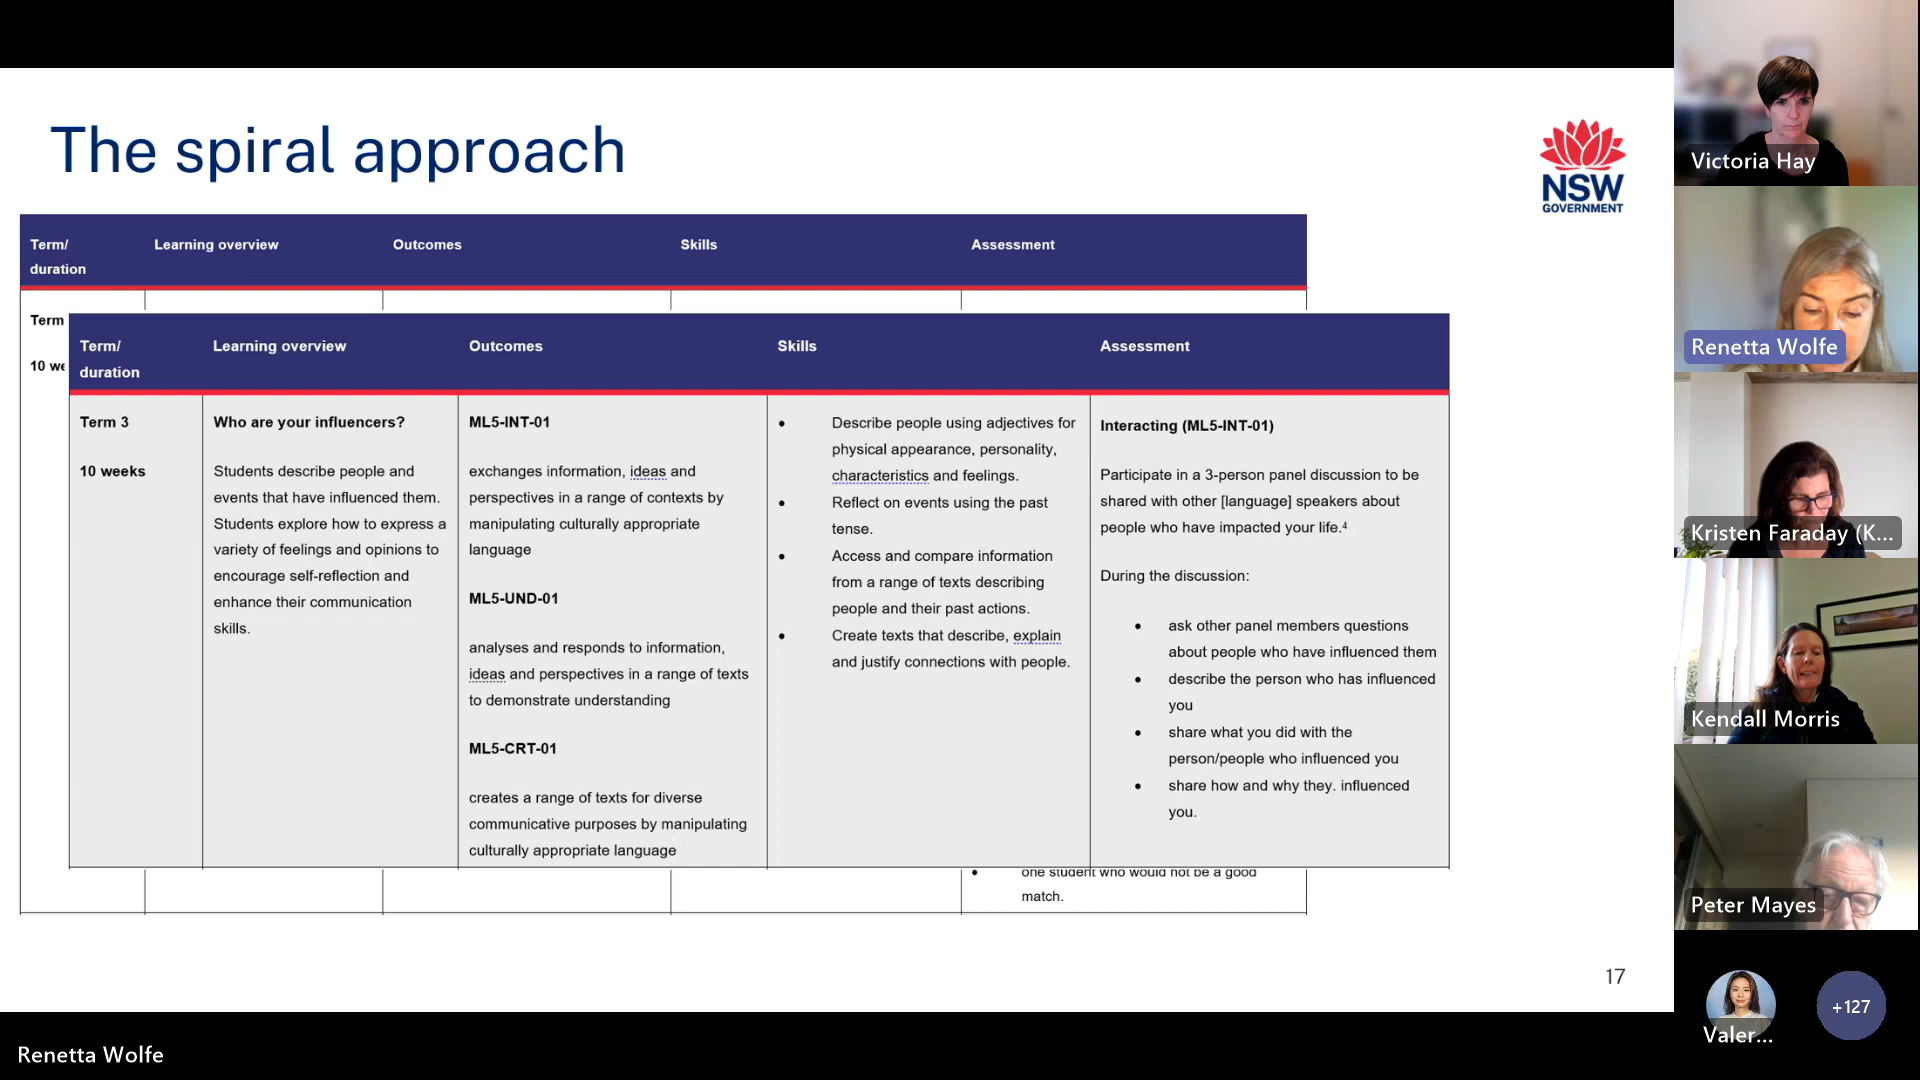 The spiral approach
NSW
GOVERNMENT
Term/
duration
Learning overview
Outcomes
Skills
Assessment
Term
10 we
Term/
duration
Learning overview
Outcomes
Skills
Assessment
Term 3
10 weeks
Who are your influencers?
Students describe people and
events that have influenced them.
Students explore how to express a
variety of feelings and opinions to
encourage self-reflection and
enhance their communication
skills.
ML5-INT-01
exchanges information, ideas and
perspectives in a range of contexts by
manipulating culturally appropriate
language
ML5-UND-01
analyses and responds to information,
ideas and perspectives in a range of texts
to demonstrate understanding
ML5-CRT-01
creates a range of texts for diverse
communicative purposes by manipulating
culturally appropriate language
• Describe people using adjectives for
physical appearance, personality,
characteristics and feelings.
• Reflect on events using the past
tense.
• Access and compare information
from a range of texts describing
people and their past actions.
• Create texts that describe, explain
and justify connections with people.
Interacting (ML5-INT-01)
Participate in a 3-person panel discussion to be
shared with other [language] speakers about
people who have impacted your life.⁴
During the discussion:
• ask other panel members questions
about people who have influenced them
• describe the person who has influenced
you
• share what you did with the
person/people who influenced you
• share how and why they. influenced
you.
• one student who would not be a good
match.
17
Renetta Wolfe
Victoria Hay
Renetta Wolfe
Kristen Faraday (K...
Kendall Morris
Peter Mayes
Valer...
+127